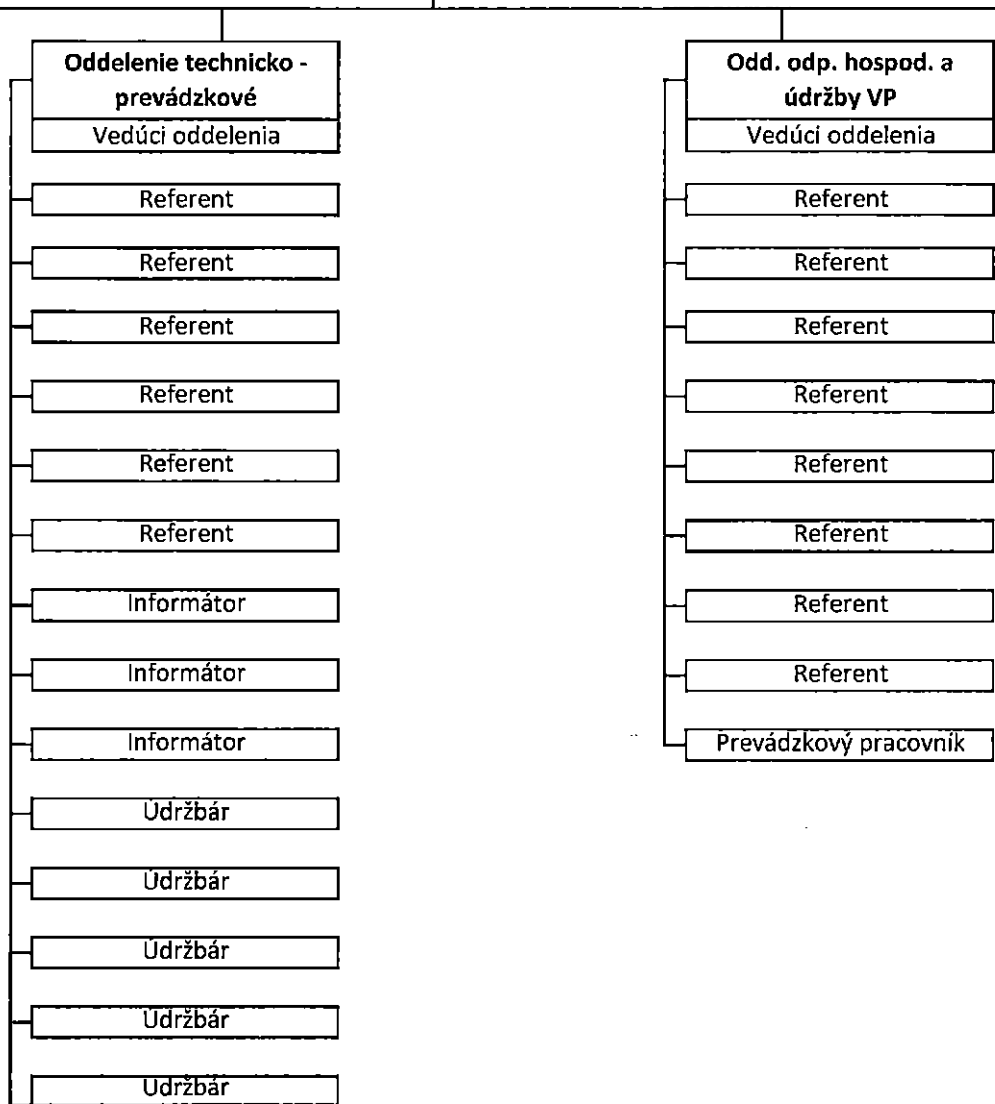 Oddelenie technicko -
prevádzkové
Vedúci oddelenia
Referent
Referent
Referent
Referent
Referent
Referent
Informátor
Informátor
Informátor
Údržbár
Údržbár
Údržbár
Údržbár
Údržbár
Odd. odp. hospod. a
údržby VP
Vedúci oddelenia
Referent
Referent
Referent
Referent
Referent
Referent
Referent
Referent
Prevádzkový pracovník